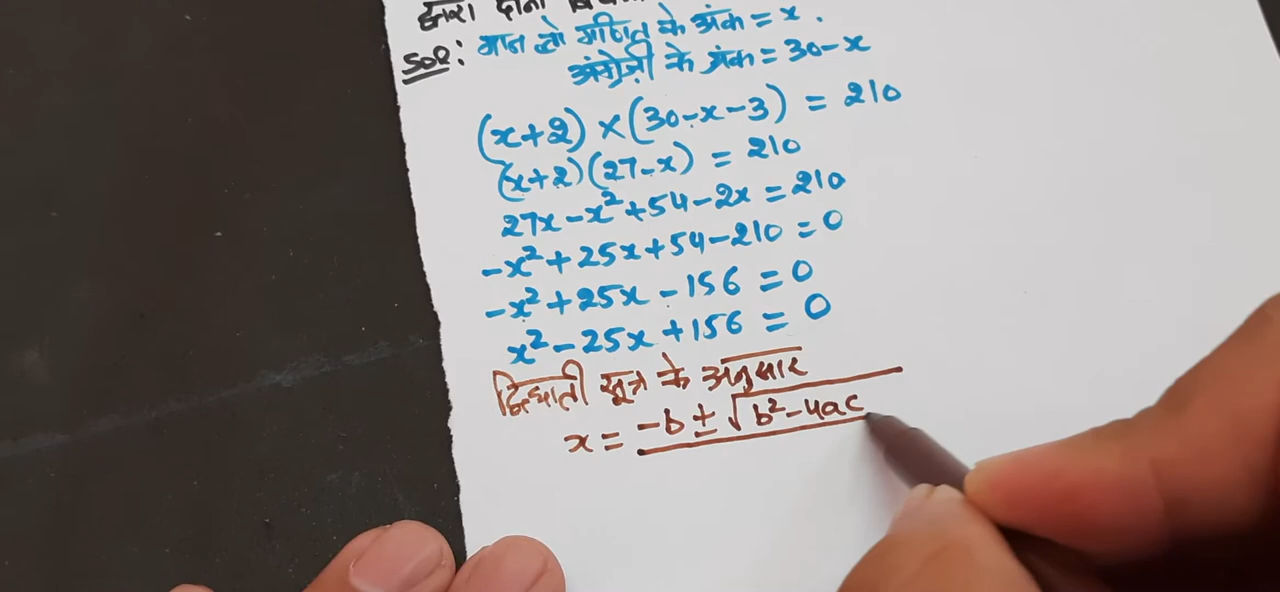 द्वारा दोनों
Sol: मान लो गणित के अंक = x.
अंग्रेज़ी के अंक = 30-x
(x+2) × (30-x-3) = 210
(x+2)(27-x) = 210
27x-x²+54-2x=210
-x²+25x+54-210=0
-x²+25x-156=0
x²-25x+156=0
द्विघाती सूत्र के अनुसार
x = -b ± √b²-4ac